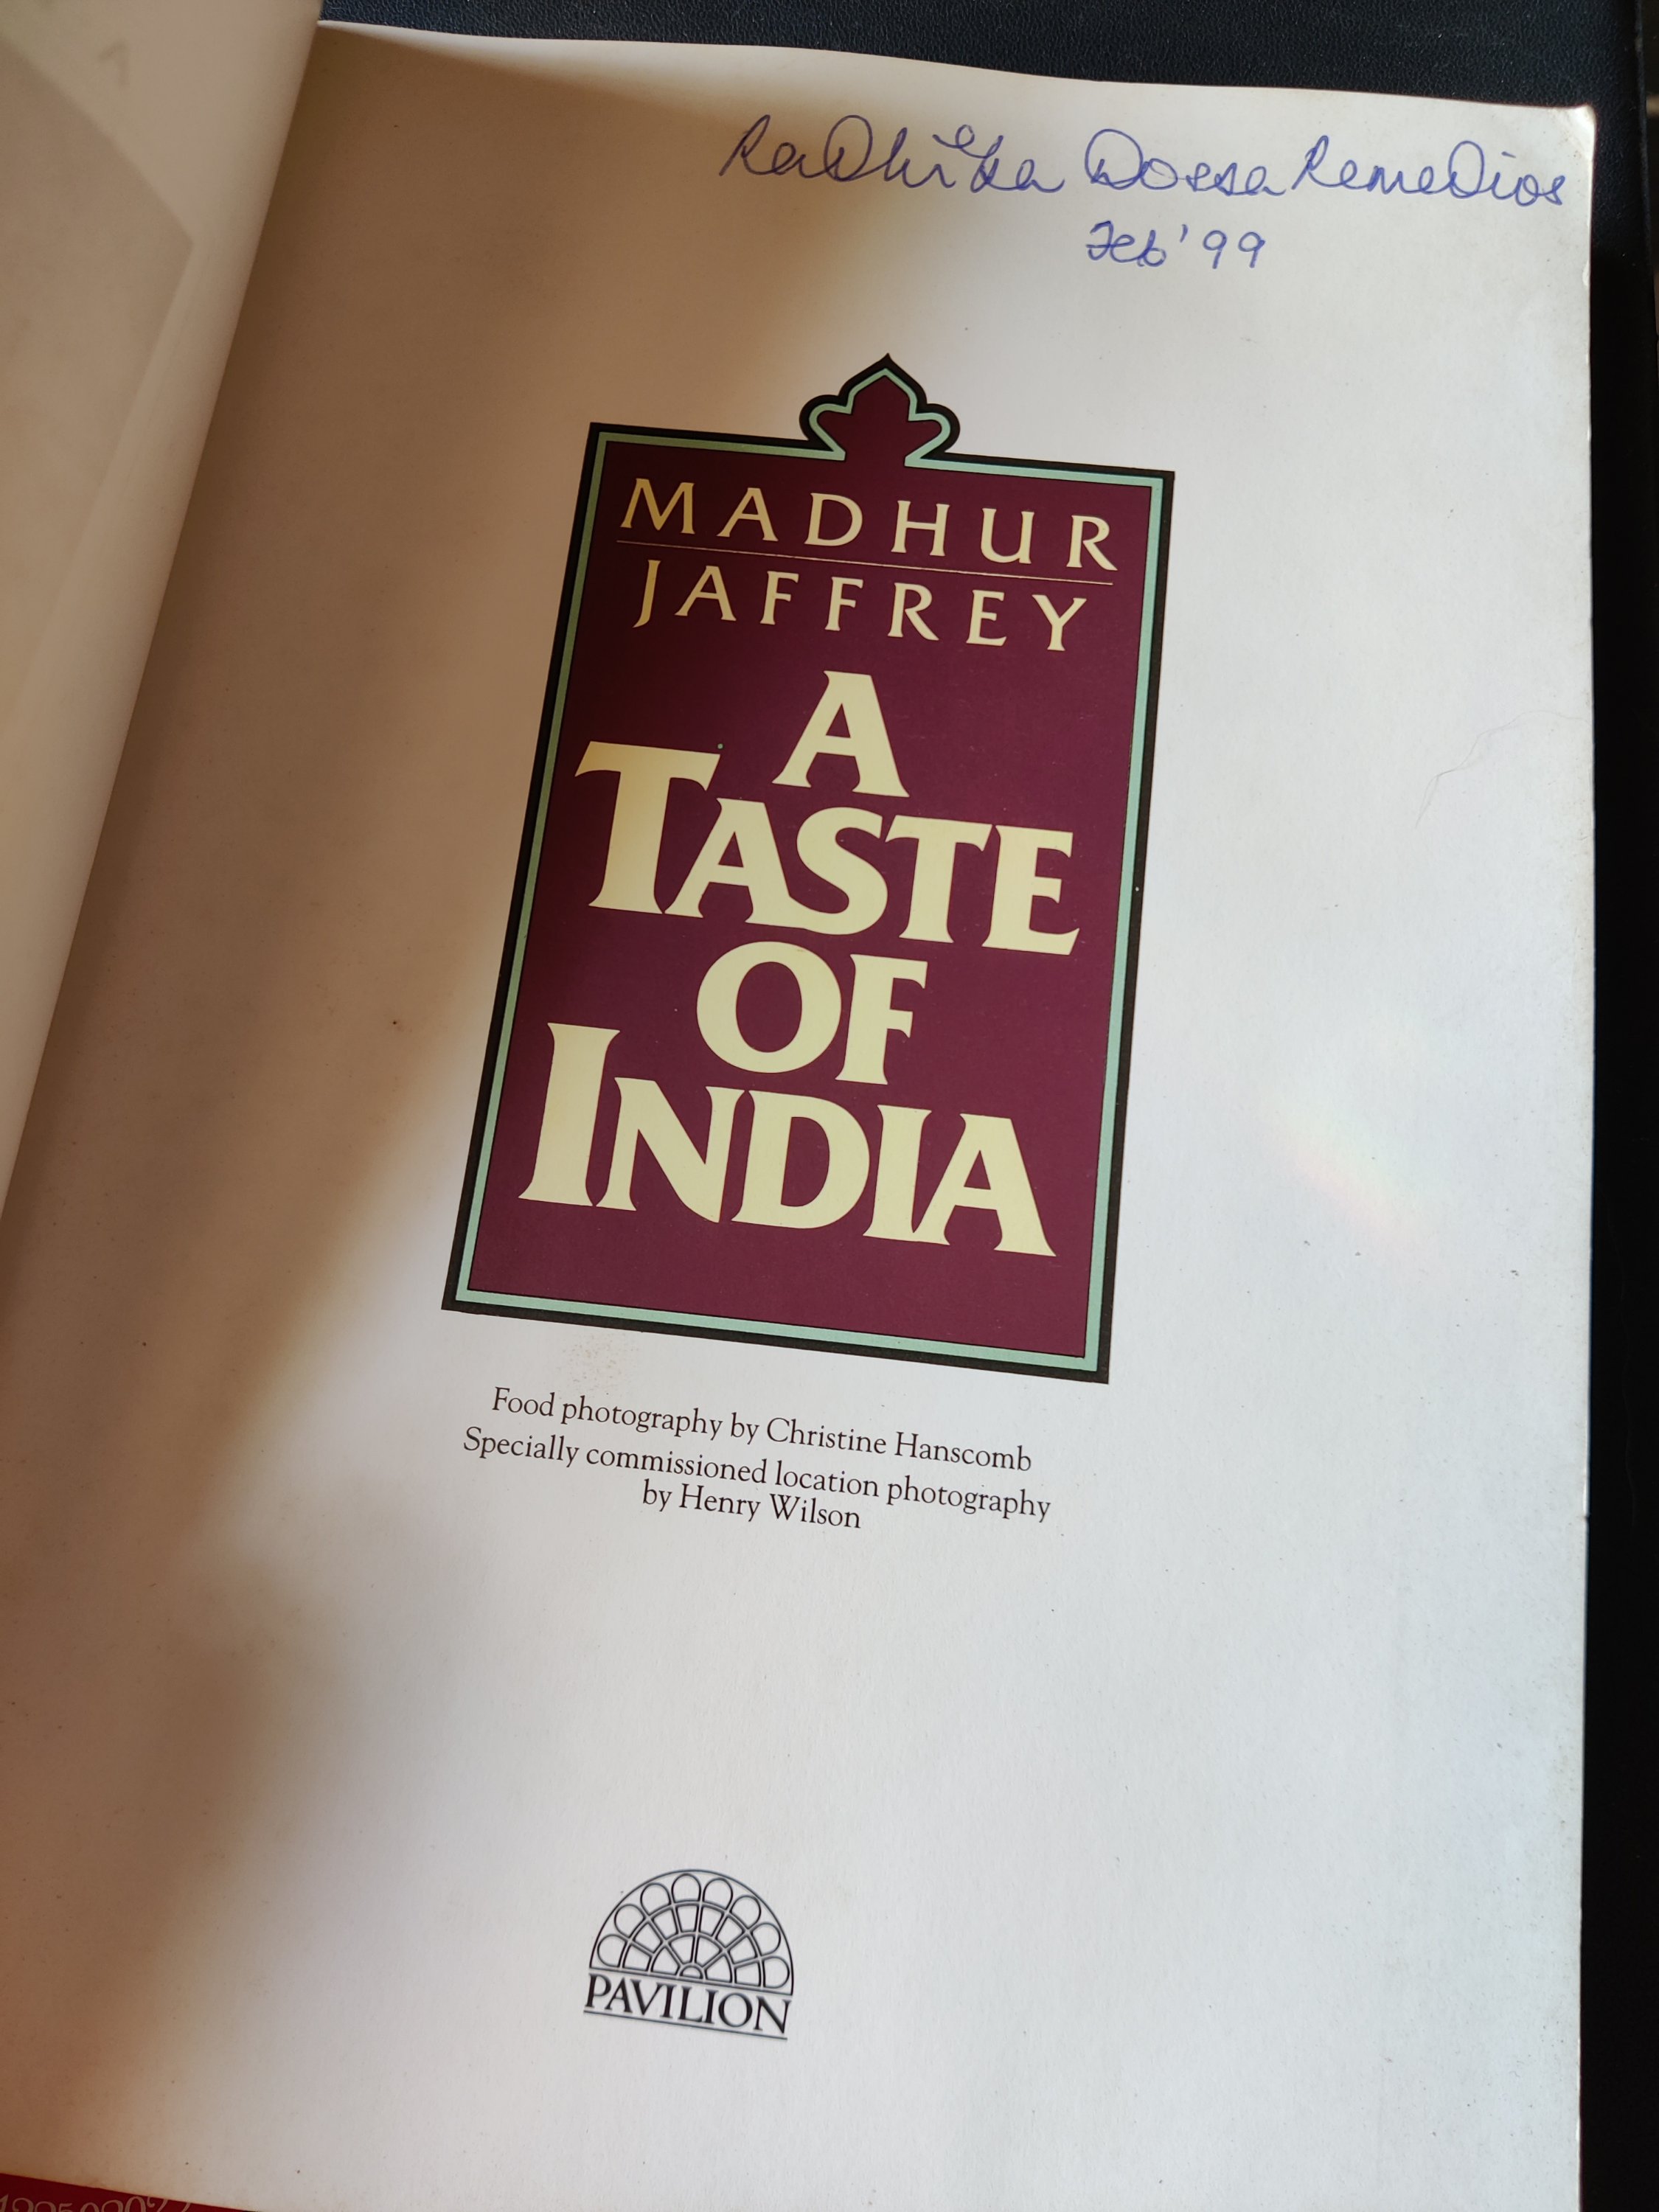 Radhika Dossa Remedios
Feb '99
MADHUR
JAFFREY
A
TASTE
OF
INDIA
Food photography by Christine Hanscomb
Specially commissioned location photography
by Henry Wilson
PAVILION